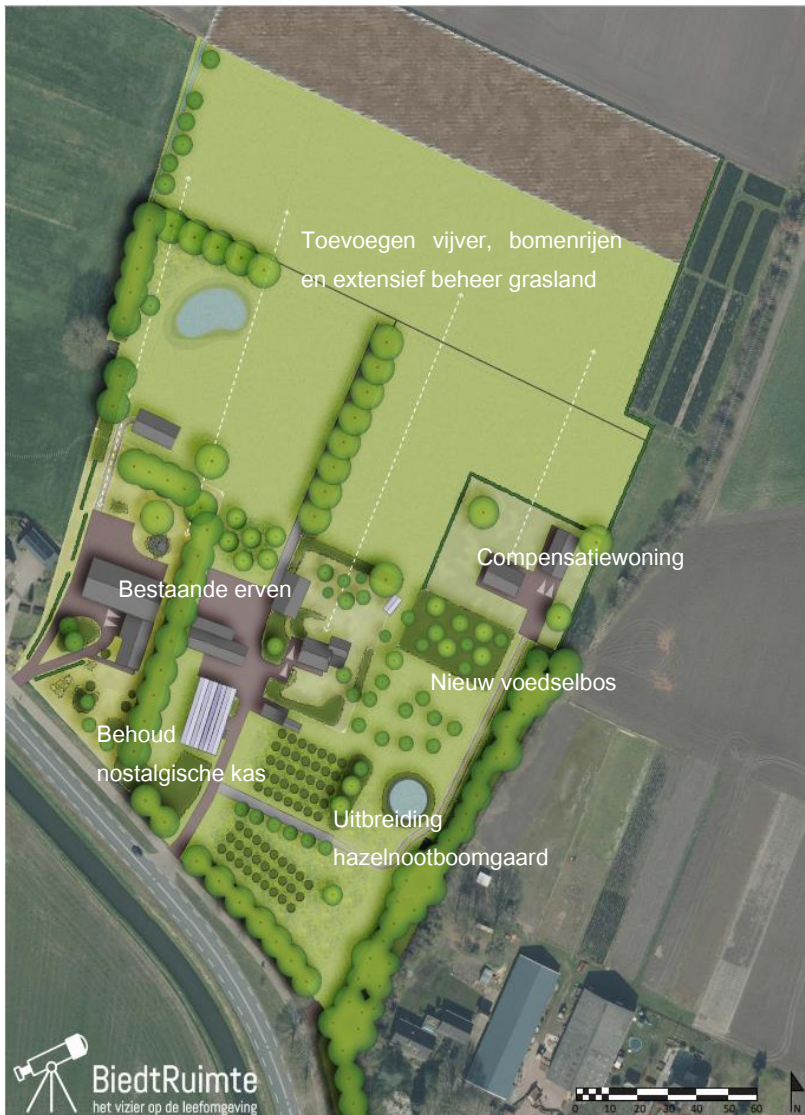 Toevoegen vijver, bomenrijen
en extensief beheer grasland
Compensatiewoning
Bestaande erven
Nieuw voedselbos
Behoud
nostalgische kas
Uitbreiding
hazelnootboomgaard
BiedtRuimte
het vizier op de leefomgeving
0 10 20 30 40 50 60
N